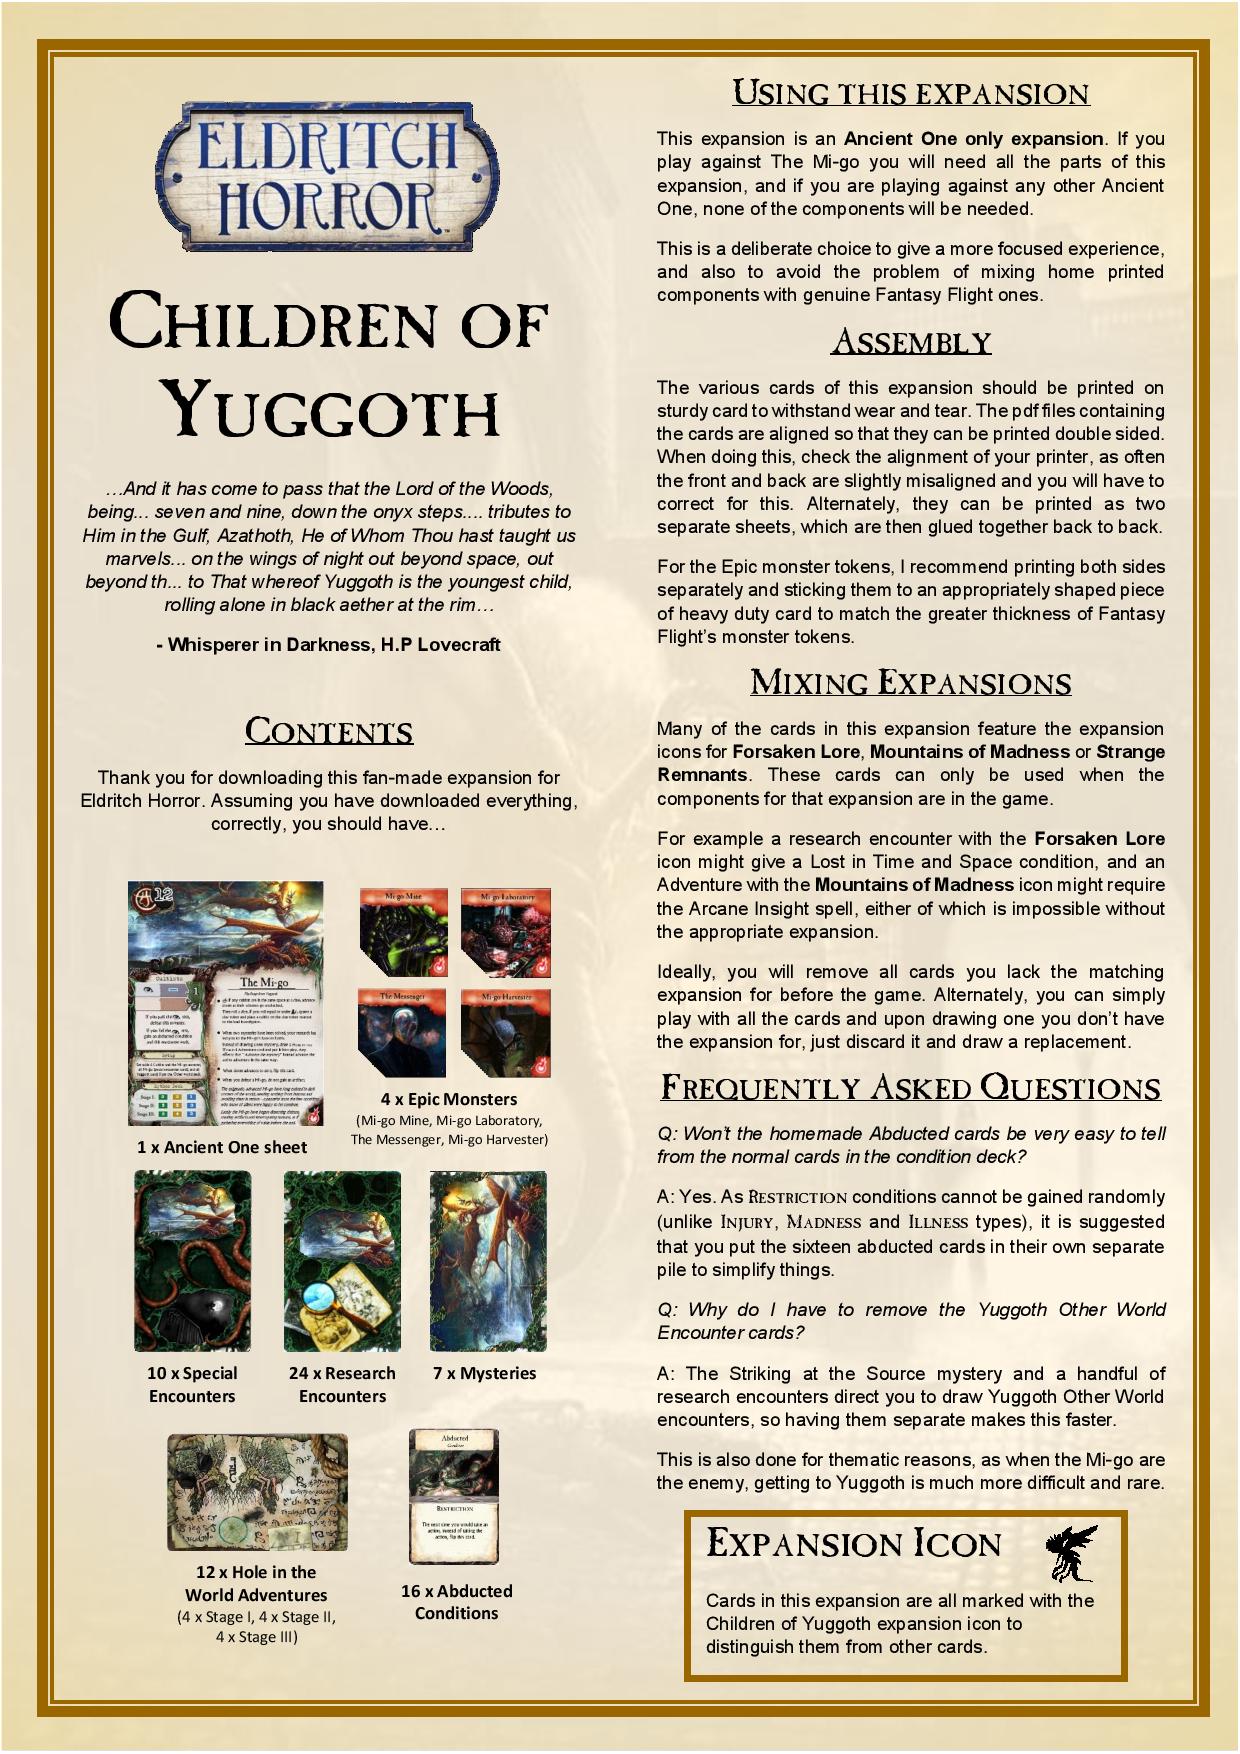 ELDRITCH
HORROR
CHILDREN OF
YUGGOTH
…And it has come to pass that the Lord of the Woods,
being... seven and nine, down the onyx steps.... tributes to
Him in the Gulf, Azathoth, He of Whom Thou hast taught us
marvels... on the wings of night out beyond space, out
beyond th... to That whereof Yuggoth is the youngest child,
rolling alone in black aether at the rim…
- Whisperer in Darkness, H.P Lovecraft
CONTENTS
Thank you for downloading this fan-made expansion for
Eldritch Horror. Assuming you have downloaded everything,
correctly, you should have…
12
Cultists
The Mi-go
Setup
Stage I:
Stage II:
Stage III:
1 x Ancient One sheet
Mi-go Mine
Mi-go Laboratory
The Messenger
Mi-go Harvester
4 x Epic Monsters
(Mi-go Mine, Mi-go Laboratory,
The Messenger, Mi-go Harvester)
10 x Special
Encounters
24 x Research
Encounters
7 x Mysteries
12 x Hole in the
World Adventures
(4 x Stage I, 4 x Stage II,
4 x Stage III)
Abducted
Condition
RESTRICTION
The next time you would take an
action, instead of taking the
action, flip this card.
16 x Abducted
Conditions
USING THIS EXPANSION
This expansion is an Ancient One only expansion. If you
play against The Mi-go you will need all the parts of this
expansion, and if you are playing against any other Ancient
One, none of the components will be needed.
This is a deliberate choice to give a more focused experience,
and also to avoid the problem of mixing home printed
components with genuine Fantasy Flight ones.
ASSEMBLY
The various cards of this expansion should be printed on
sturdy card to withstand wear and tear. The pdf files containing
the cards are aligned so that they can be printed double sided.
When doing this, check the alignment of your printer, as often
the front and back are slightly misaligned and you will have to
correct for this. Alternately, they can be printed as two
separate sheets, which are then glued together back to back.
For the Epic monster tokens, I recommend printing both sides
separately and sticking them to an appropriately shaped piece
of heavy duty card to match the greater thickness of Fantasy
Flight's monster tokens.
MIXING EXPANSIONS
Many of the cards in this expansion feature the expansion
icons for Forsaken Lore, Mountains of Madness or Strange
Remnants. These cards can only be used when the
components for that expansion are in the game.
For example a research encounter with the Forsaken Lore
icon might give a Lost in Time and Space condition, and an
Adventure with the Mountains of Madness icon might require
the Arcane Insight spell, either of which is impossible without
the appropriate expansion.
Ideally, you will remove all cards you lack the matching
expansion for before the game. Alternately, you can simply
play with all the cards and upon drawing one you don't have
the expansion for, just discard it and draw a replacement.
FREQUENTLY ASKED QUESTIONS
Q: Won't the homemade Abducted cards be very easy to tell
from the normal cards in the condition deck?
A: Yes. As RESTRICTION conditions cannot be gained randomly
(unlike INJURY, MADNESS and ILLNESS types), it is suggested
that you put the sixteen abducted cards in their own separate
pile to simplify things.
Q: Why do I have to remove the Yuggoth Other World
Encounter cards?
A: The Striking at the Source mystery and a handful of
research encounters direct you to draw Yuggoth Other World
encounters, so having them separate makes this faster.
This is also done for thematic reasons, as when the Mi-go are
the enemy, getting to Yuggoth is much more difficult and rare.
EXPANSION ICON
Cards in this expansion are all marked with the
Children of Yuggoth expansion icon to
distinguish them from other cards.